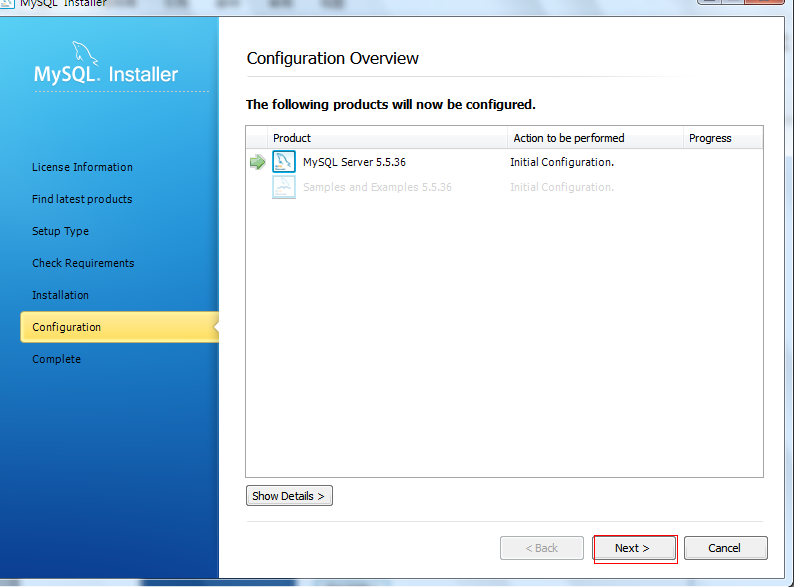 MySQL Installer
MySQL. Installer
Configuration Overview
The following products will now be configured.
Product Action to be performed Progress
MySQL Server 5.5.36 Initial Configuration.
Samples and Examples 5.5.36 Initial Configuration.
License Information
Find latest products
Setup Type
Check Requirements
Installation
Configuration
Complete
Show Details >
< Back Next > Cancel